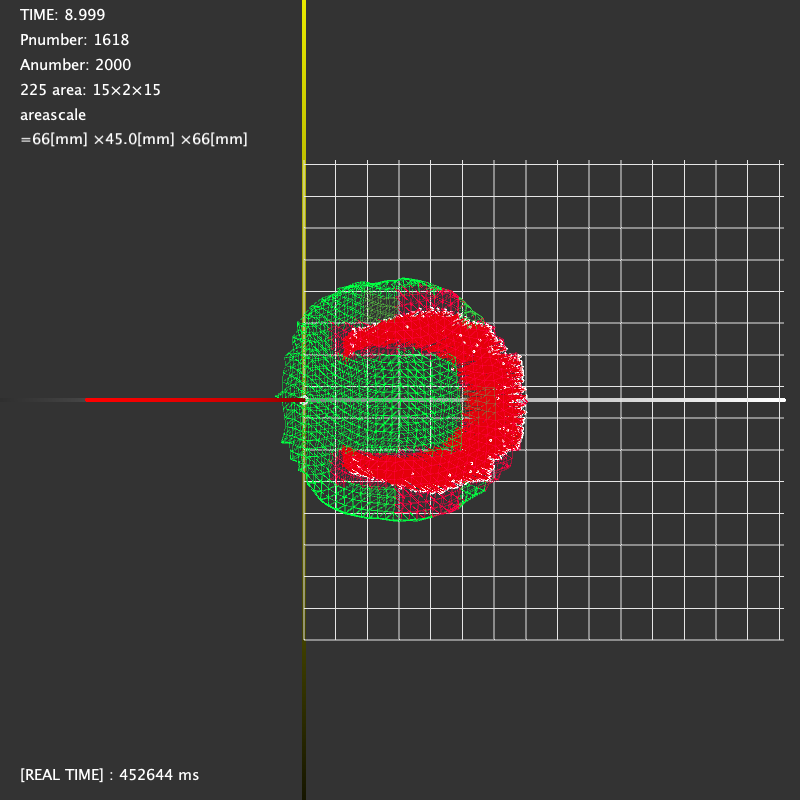 TIME: 8.999
Pnumber: 1618
Anumber: 2000
225 area: 15×2×15
areascale
=66[mm] ×45.0[mm] ×66[mm]
[REAL TIME] : 452644 ms